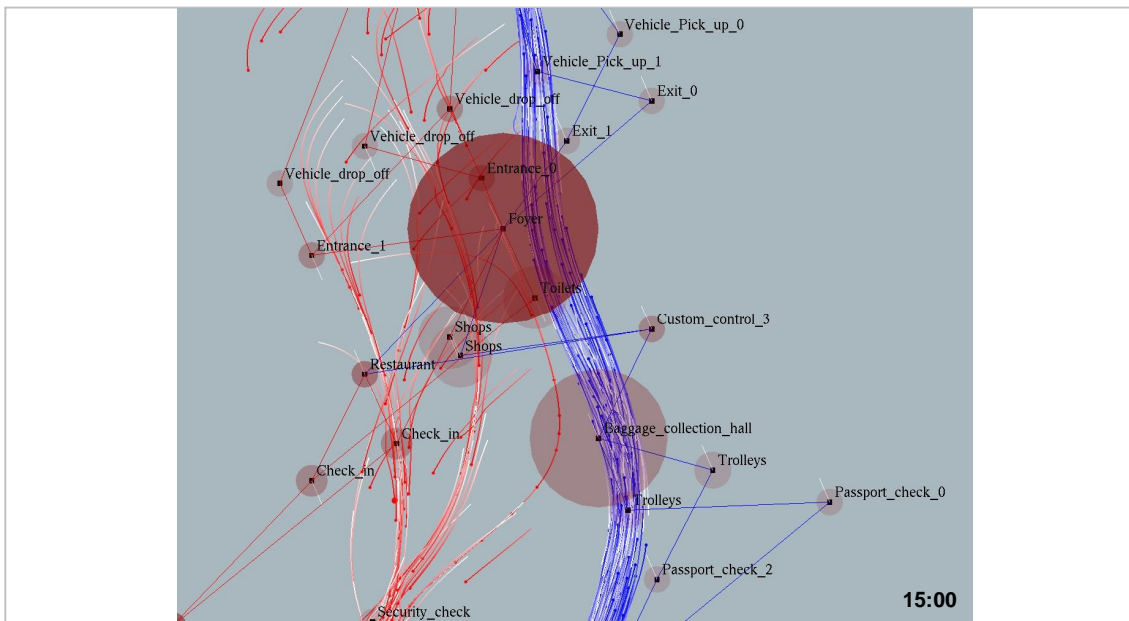 Vehicle_Pick_up_0
Vehicle_Pick_up_1
Exit_0
Vehicle_drop_off
Exit_1
Vehicle_drop_off
Entrance_0
Vehicle_drop_off
Foyer
Entrance_1
Toilets
Custom_control_3
Shops
Shops
Restaurant
Baggage_collection_hall
Check_in
Trolleys
Check_in
Passport_check_0
Trolleys
Passport_check_2
15:00
Security_check